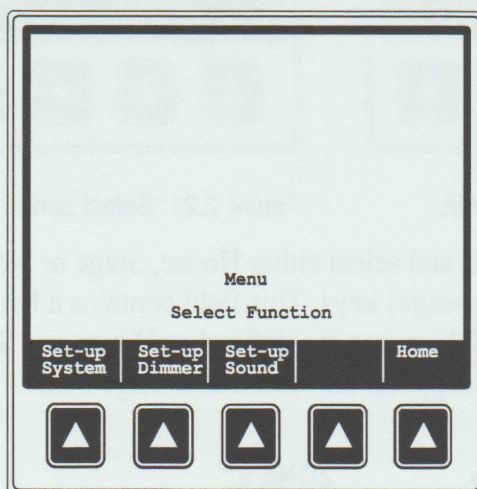 Menu
Select Function
Set-up System
Set-up Dimmer
Set-up Sound
Home